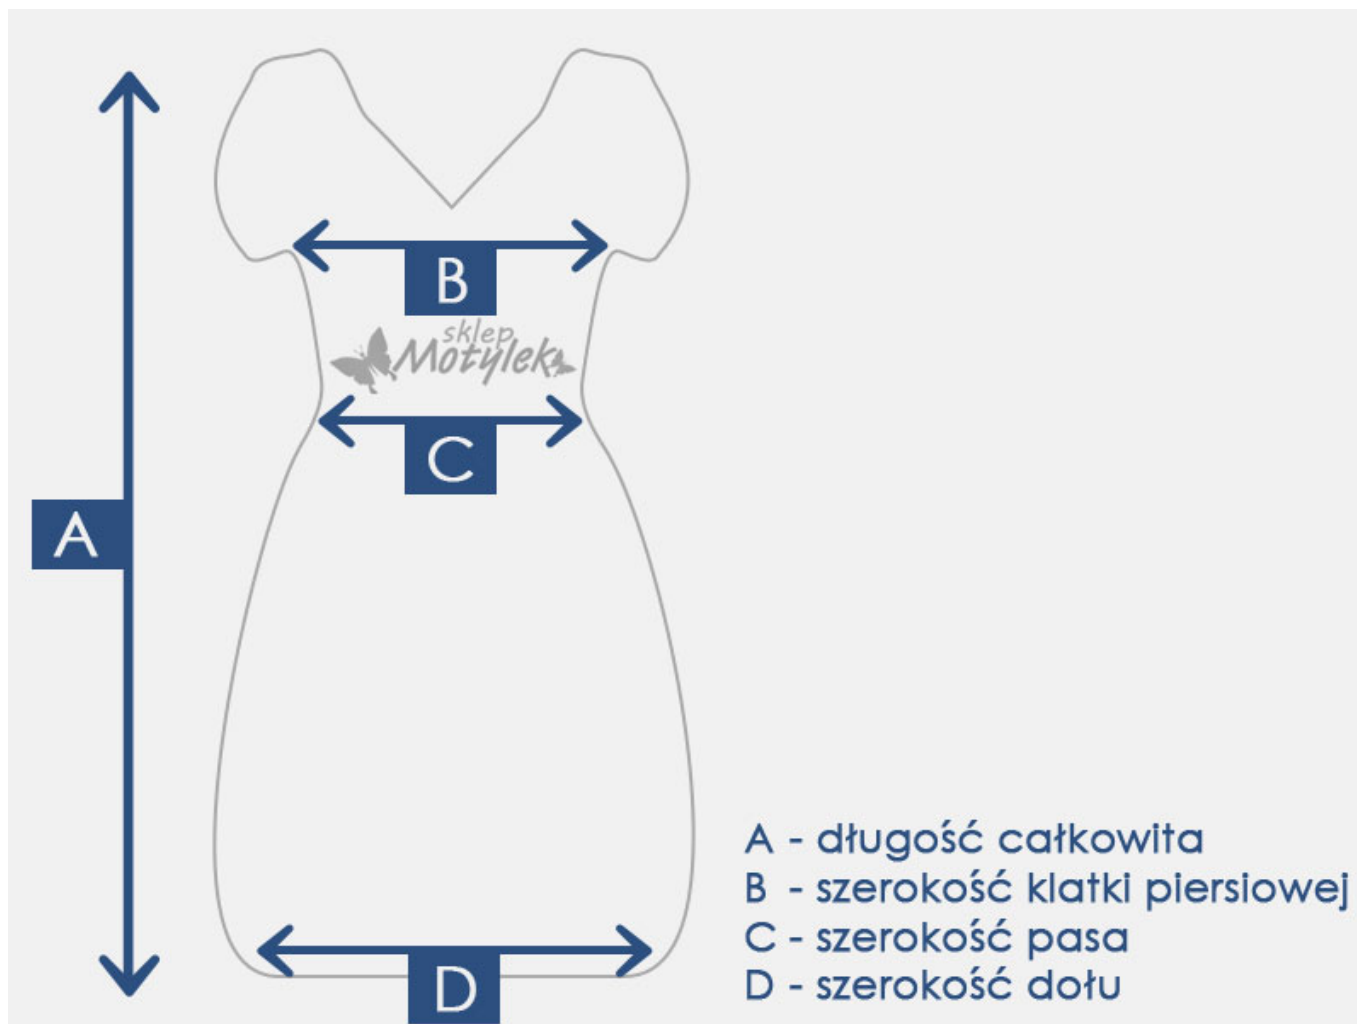 B
sklep
Motylek
C
A
D
A - długość całkowita
B - szerokość klatki piersiowej
C - szerokość pasa
D - szerokość dołu